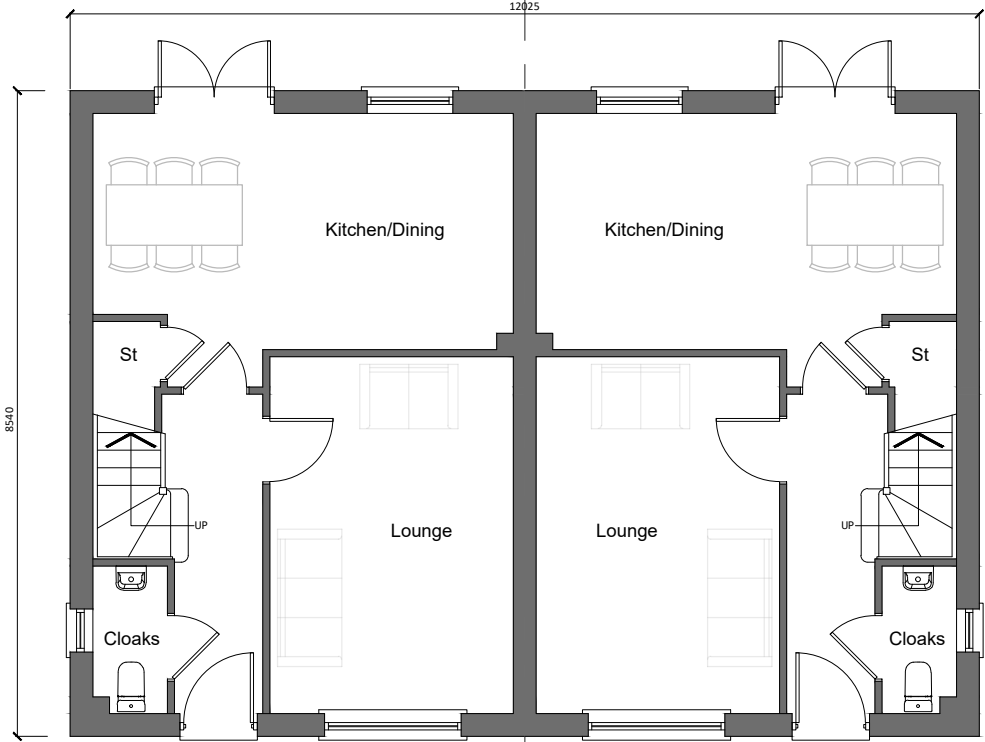 12025
Kitchen/Dining
Kitchen/Dining
St
St
8540
UP
UP
Lounge
Lounge
Cloaks
Cloaks